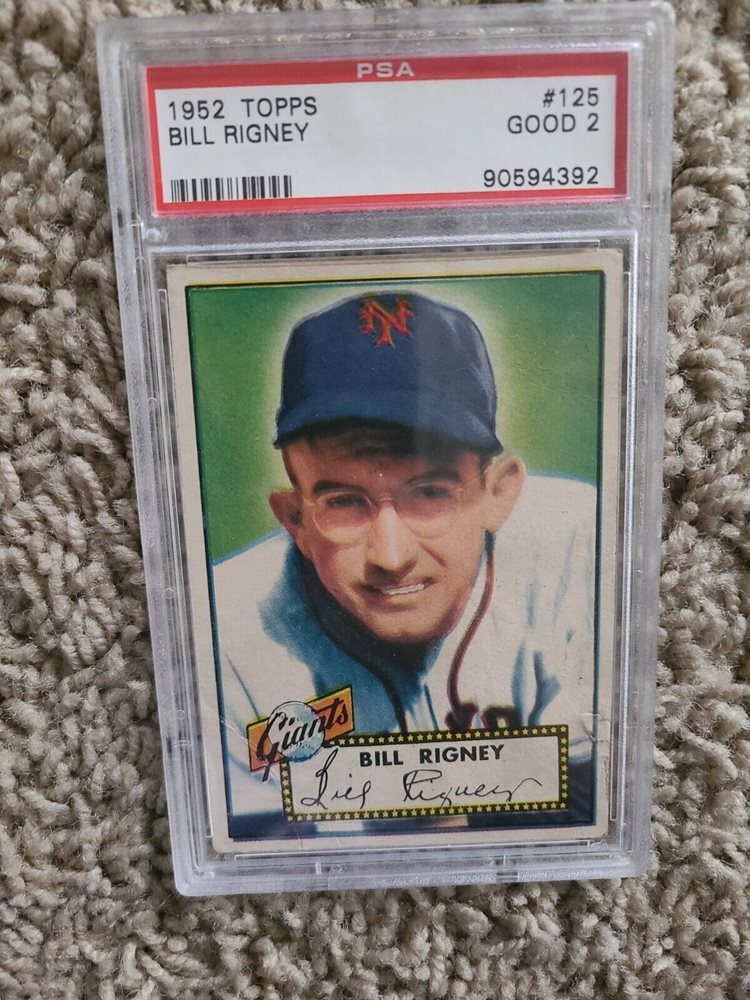 PSA
1952 TOPPS #125
BILL RIGNEY GOOD 2
90594392
NY
Giants
BILL RIGNEY
Bill Rigney